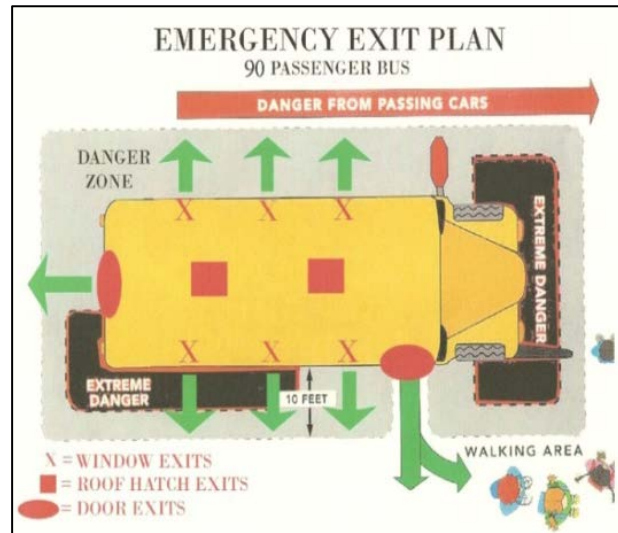 EMERGENCY EXIT PLAN
90 PASSENGER BUS
DANGER FROM PASSING CARS
DANGER
ZONE
X
X
X
EXTREME DANGER
X
X
X
EXTREME
DANGER
10 FEET
WALKING AREA
X = WINDOW EXITS
= ROOF HATCH EXITS
= DOOR EXITS